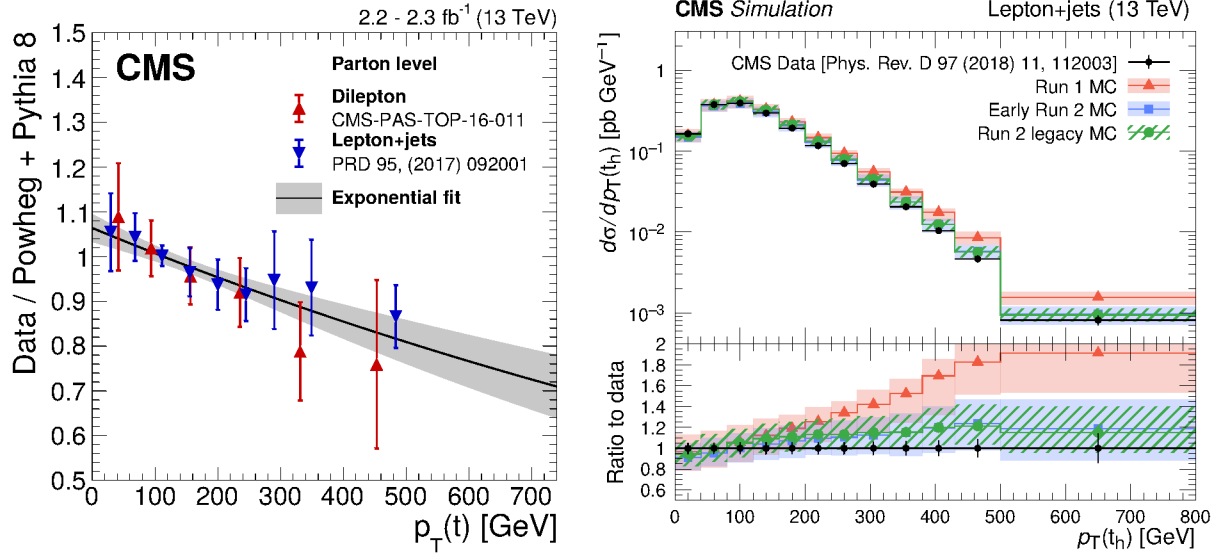 2.2 - 2.3 fb⁻¹ (13 TeV)
CMS
Parton level
Dilepton
CMS-PAS-TOP-16-011
Lepton+jets
PRD 95, (2017) 092001
Exponential fit
Data / Powheg + Pythia 8
1.5
1.4
1.3
1.2
1.1
1
0.9
0.8
0.7
0.6
0.5
0 100 200 300 400 500 600 700
p_T(t) [GeV]
CMS Simulation
Lepton+jets (13 TeV)
CMS Data [Phys. Rev. D 97 (2018) 11, 112003]
Run 1 MC
Early Run 2 MC
Run 2 legacy MC
dσ/dp_T(t_h) [pb GeV⁻¹]
1
10⁻¹
10⁻²
10⁻³
Ratio to data
2
1.8
1.6
1.4
1.2
1
0.8
0.6
0 100 200 300 400 500 600 700 800
p_T(t_h) [GeV]